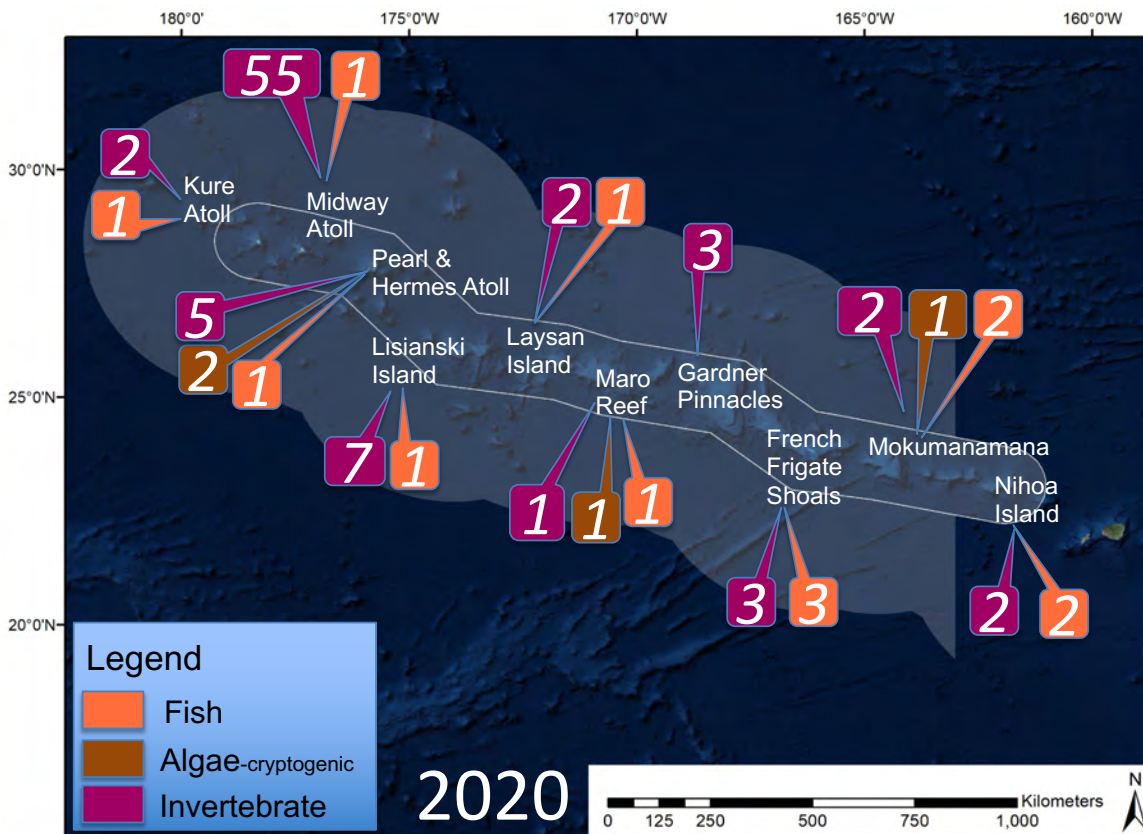 180°0' 175°0'W 170°0'W 165°0'W 160°0'W
55 1
30°0'N
2
Kure
Atoll
1
Midway
Atoll
2 1
3
Pearl &
Hermes Atoll
5
2
1
Lisianski
Island
Laysan
Island
Maro
Reef
Gardner
Pinnacles
2 1 2
25°0'N
Mokumanamana
French
Frigate
Shoals
Nihoa
Island
7 1
1 1 1
3 3
2 2
20°0'N
Legend
Fish
Algae-cryptogenic
Invertebrate
2020
N
Kilometers
0 125 250 500 750 1,000